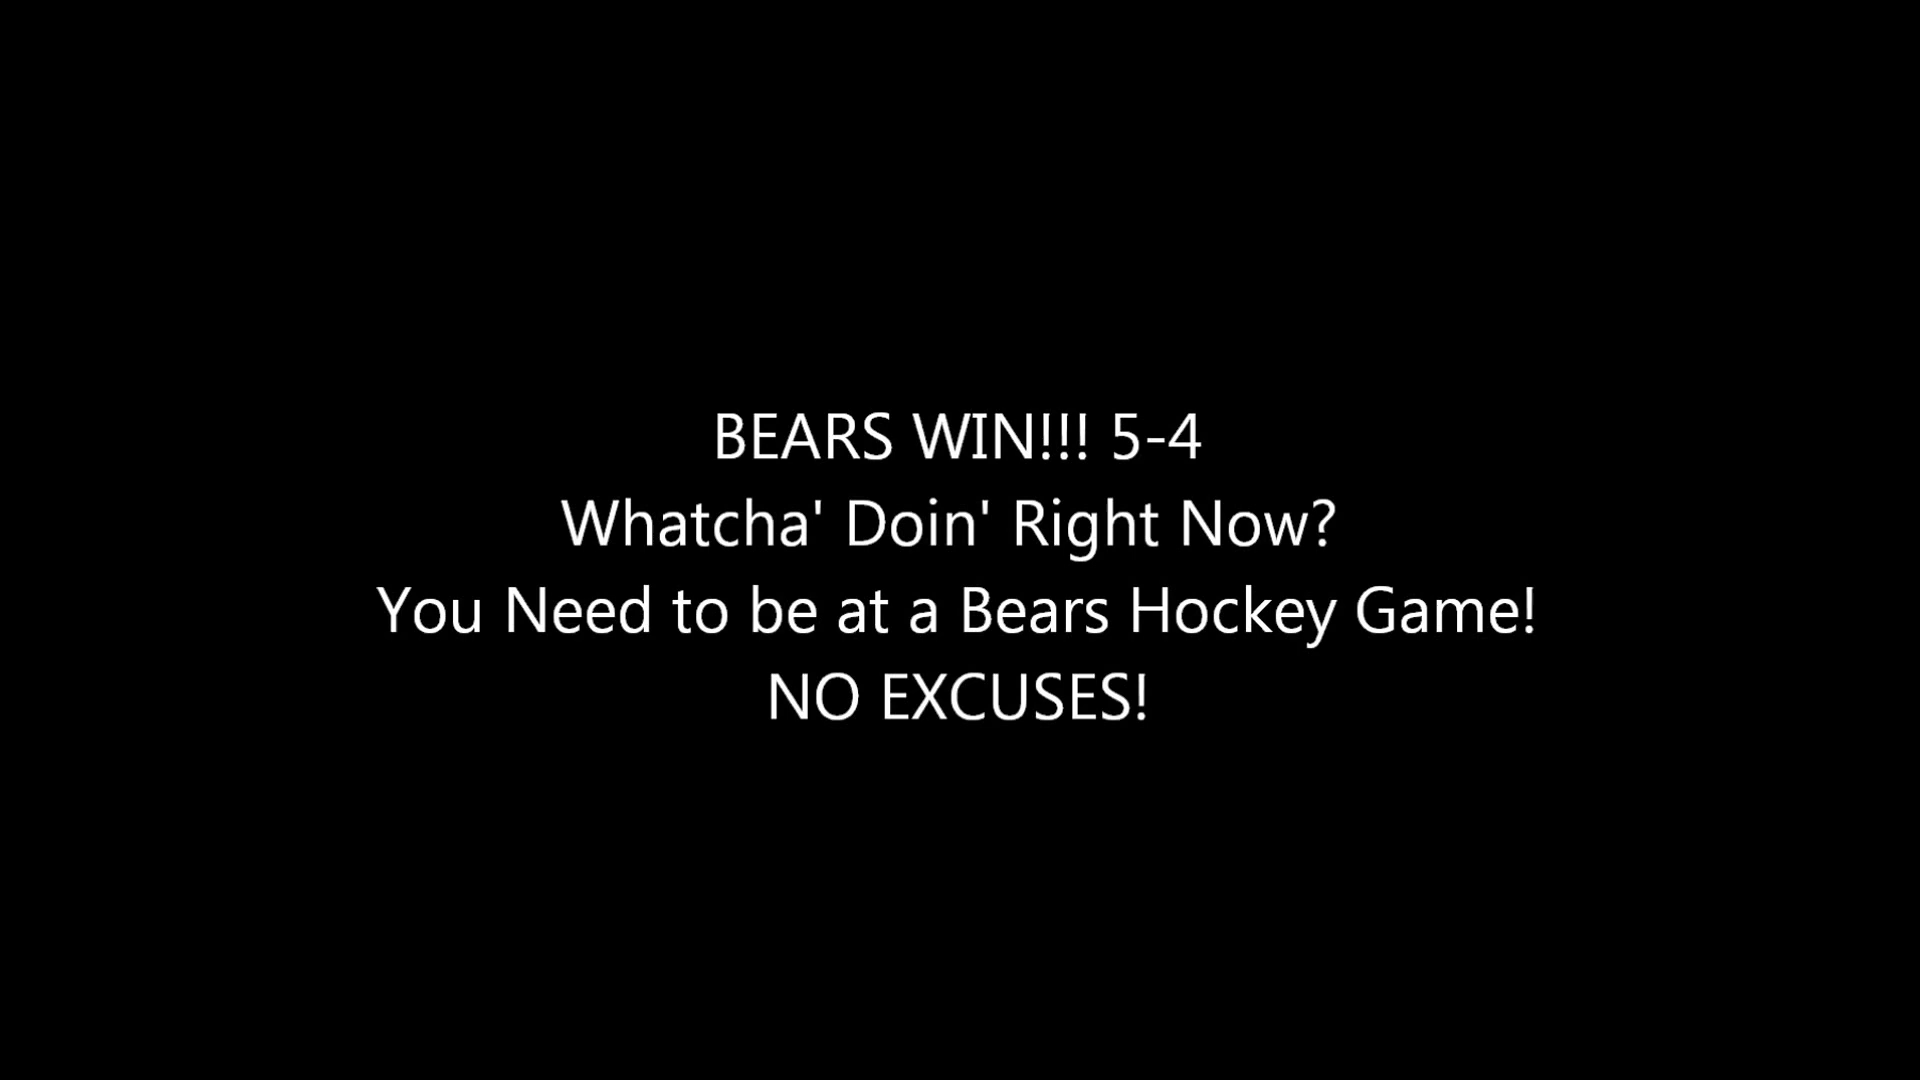 BEARS WIN!!! 5-4
Whatcha' Doin' Right Now?
You Need to be at a Bears Hockey Game!
NO EXCUSES!